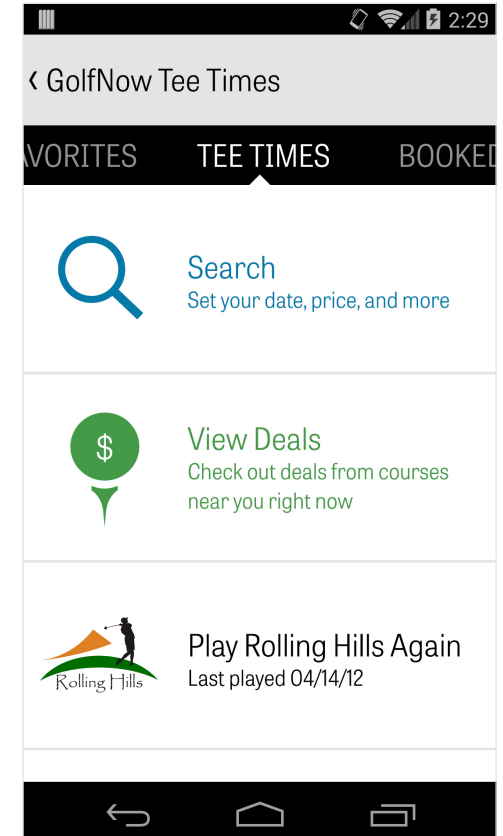 2:29
‹ GolfNow Tee Times
VORITES TEE TIMES BOOKED
Search
Set your date, price, and more
$
View Deals
Check out deals from courses
near you right now
Rolling Hills
Play Rolling Hills Again
Last played 04/14/12